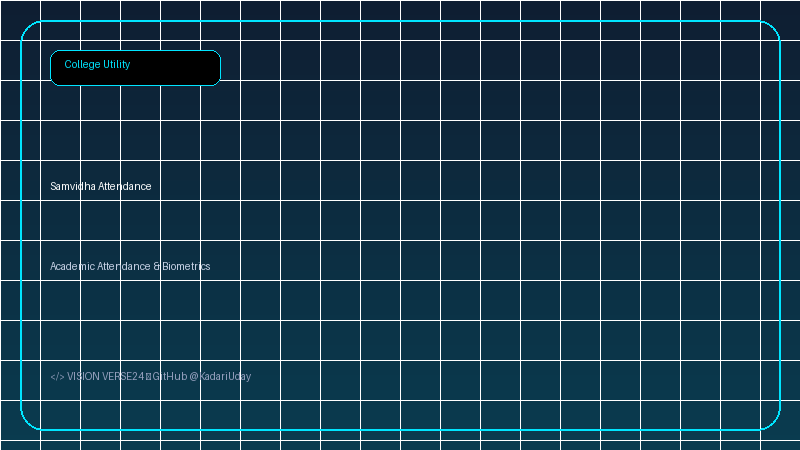 College Utility
Samvidha Attendance
Academic Attendance & Biometrics
</> VISION VERSE24 GitHub @KadariUday